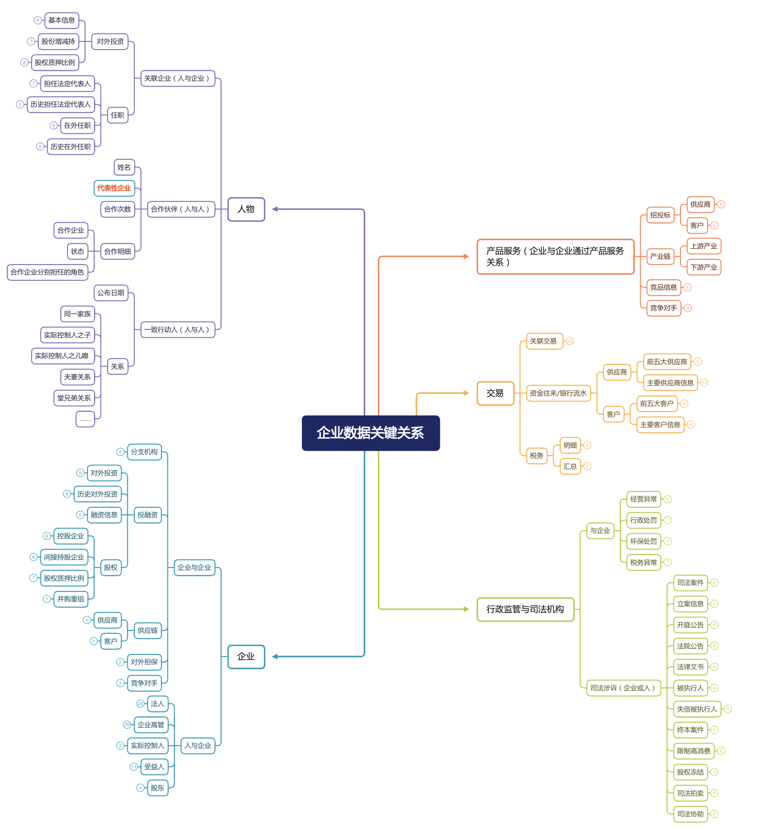 企业数据关键关系
人物
关联企业（人与企业）
对外投资
基本信息
股份增减持
股权质押比例
任职
担任法定代表人
历史担任法定代表人
在外任职
历史在外任职
合作伙伴（人与人）
姓名
代表性企业
合作次数
合作明细
合作企业
状态
合作企业分别担任的角色
一致行动人（人与人）
公布日期
关系
同一家族
实际控制人之子
实际控制人之儿媳
夫妻关系
堂兄弟关系
......
企业
企业与企业
分支机构
投融资
对外投资
历史对外投资
融资信息
股权
控股企业
间接持股企业
股权质押比例
并购重组
供应链
供应商
客户
对外担保
竞争对手
人与企业
法人
企业高管
实际控制人
受益人
股东
产品服务（企业与企业通过产品服务
关系）
招投标
供应商
客户
产业链
上游产业
下游产业
竞品信息
竞争对手
交易
关联交易
资金往来/银行流水
供应商
前五大供应商
主要供应商信息
客户
前五大客户
主要客户信息
税务
明细
汇总
行政监管与司法机构
与企业
经营异常
行政处罚
环保处罚
税务异常
司法涉诉（企业或人）
司法案件
立案信息
开庭公告
法院公告
法律文书
被执行人
失信被执行人
终本案件
限制高消费
股权冻结
司法拍卖
司法协助